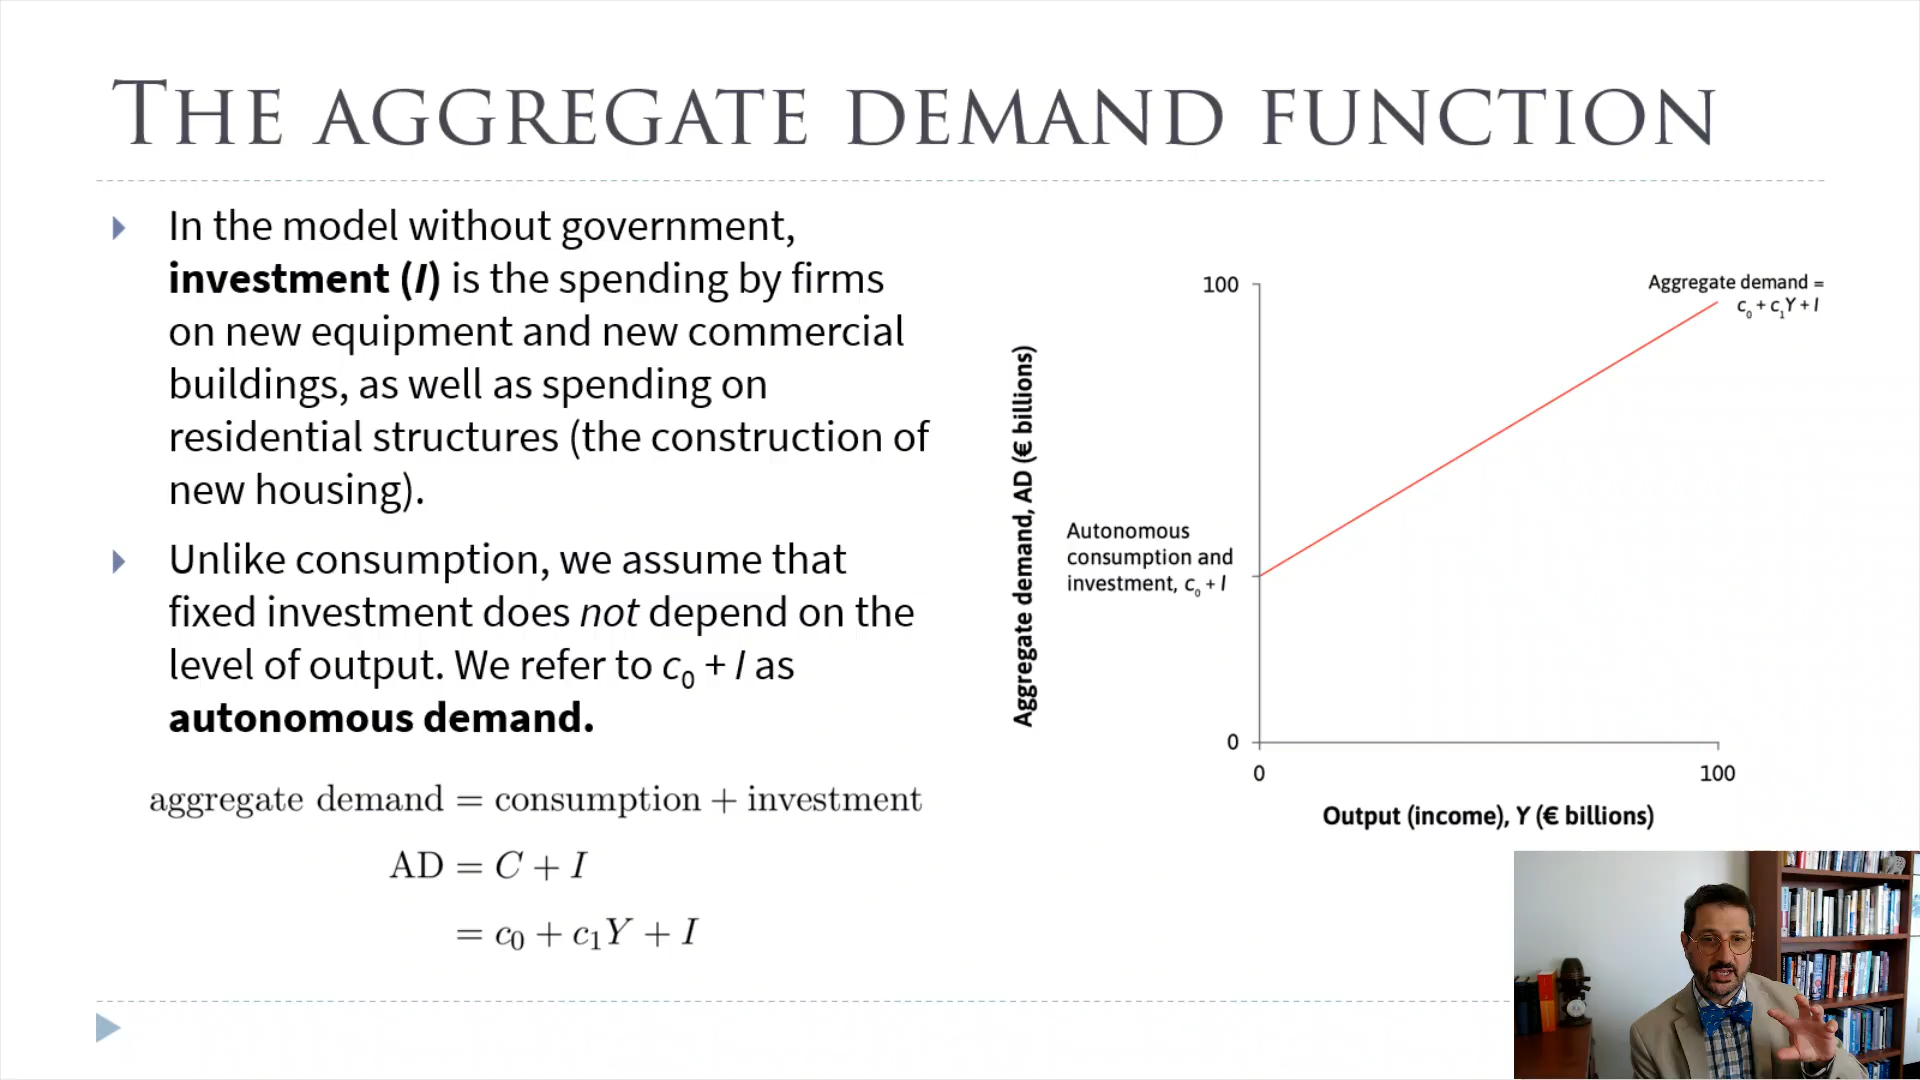 THE AGGREGATE DEMAND FUNCTION
In the model without government,
investment (I) is the spending by firms
on new equipment and new commercial
buildings, as well as spending on
residential structures (the construction of
new housing).
Unlike consumption, we assume that
fixed investment does not depend on the
level of output. We refer to c₀ + I as
autonomous demand.
aggregate demand = consumption + investment
AD = C + I
= c₀ + c₁Y + I
100
Aggregate demand =
c₀ + c₁Y + I
Aggregate demand, AD (€ billions)
Autonomous
consumption and
investment, c₀ + I
0
0
100
Output (income), Y (€ billions)